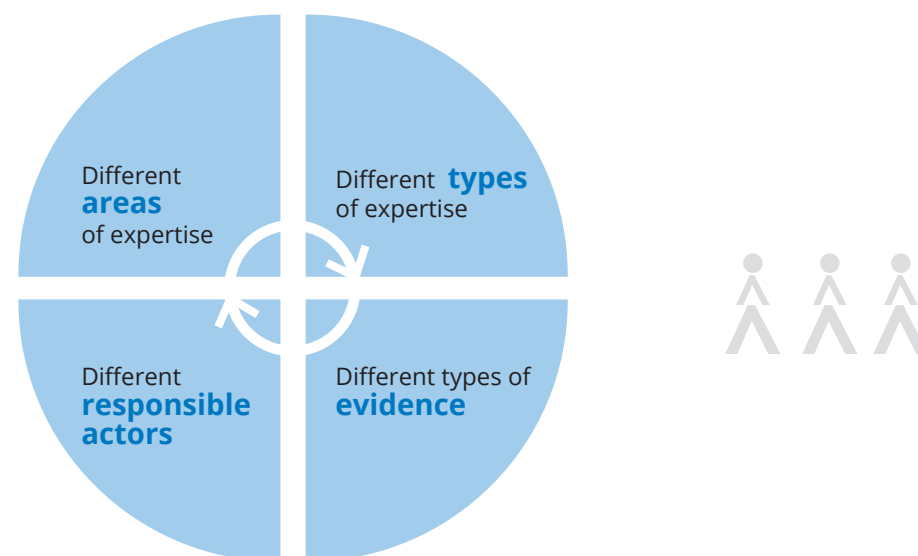 Different
areas
of expertise
Different types
of expertise
Different
responsible
actors
Different types of
evidence